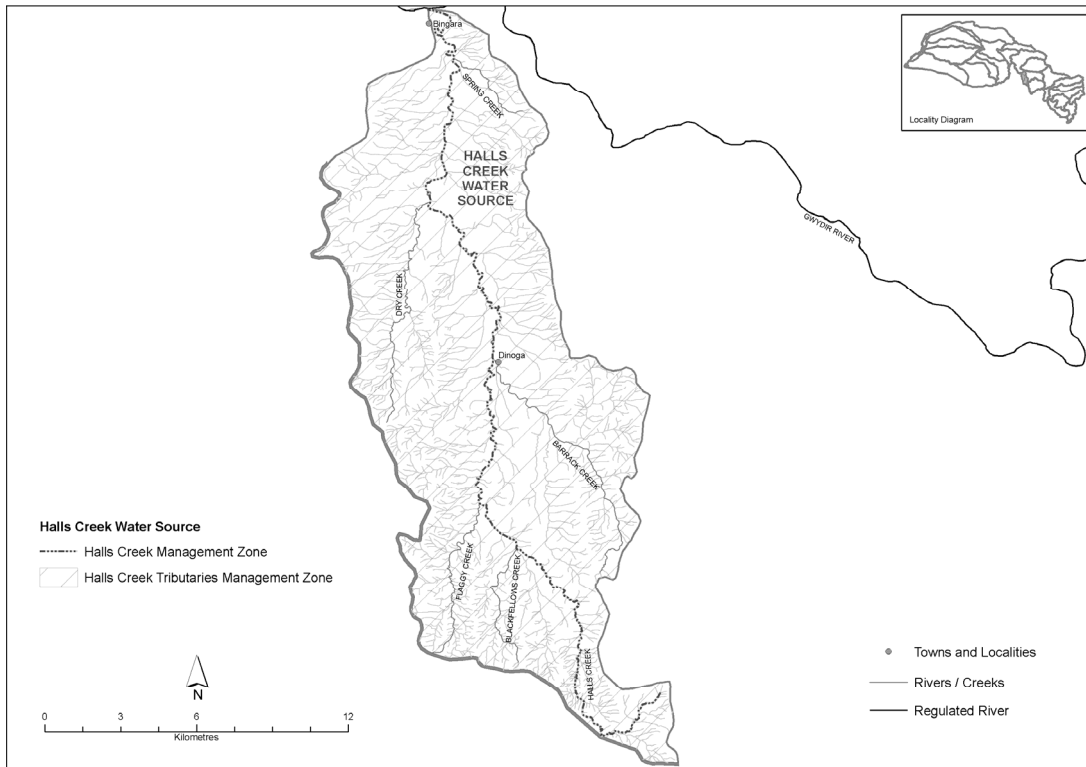 Bingara
SPRING CREEK
HALLS
CREEK
WATER
SOURCE
Locality Diagram
GWYDIR RIVER
DRY CREEK
Dinoga
BARRACK CREEK
FLAGGY CREEK
BLACKFELLOWS CREEK
HALLS CREEK
Halls Creek Water Source
Halls Creek Management Zone
Halls Creek Tributaries Management Zone
N
0 3 6 12
Kilometres
Towns and Localities
Rivers / Creeks
Regulated River